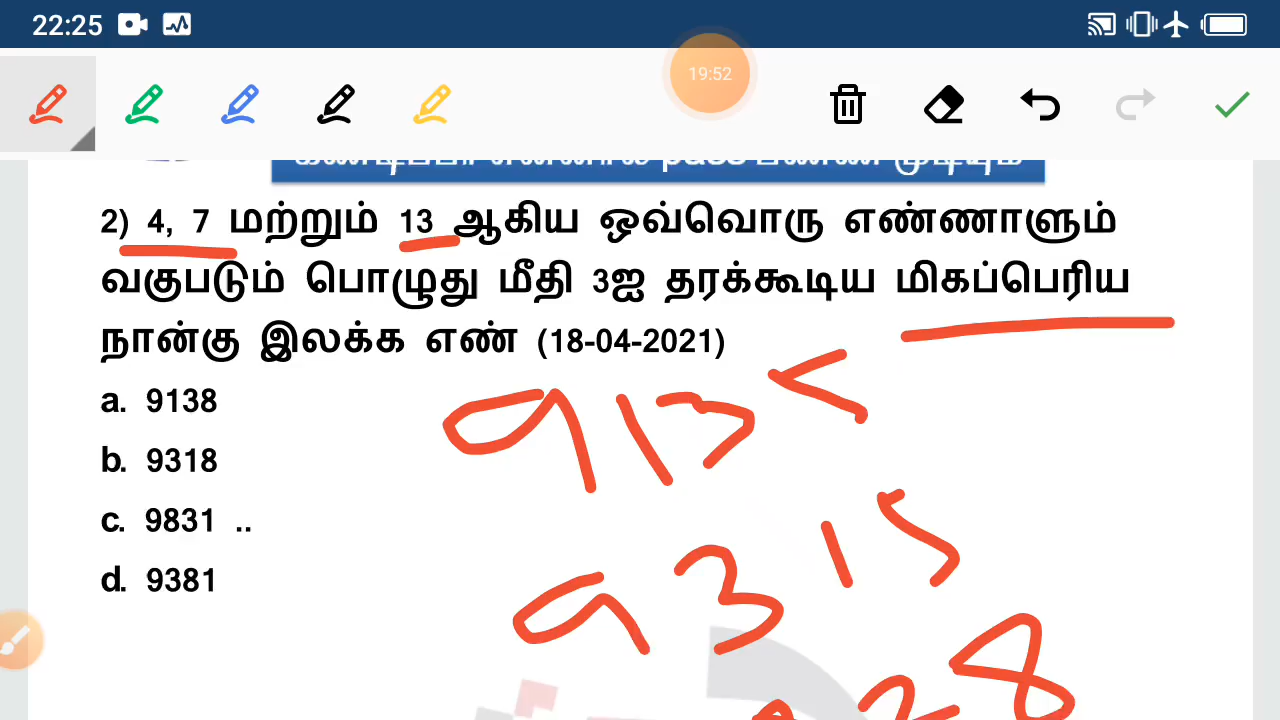 22:25
19:52
2) 4, 7 மற்றும் 13 ஆகிய ஒவ்வொரு எண்ணாளும்
வகுபடும் பொழுது மீதி 3ஐ தரக்கூடிய மிகப்பெரிய
நான்கு இலக்க எண் (18-04-2021)
a. 9138
b. 9318
c. 9831 ..
d. 9381
9135
9315